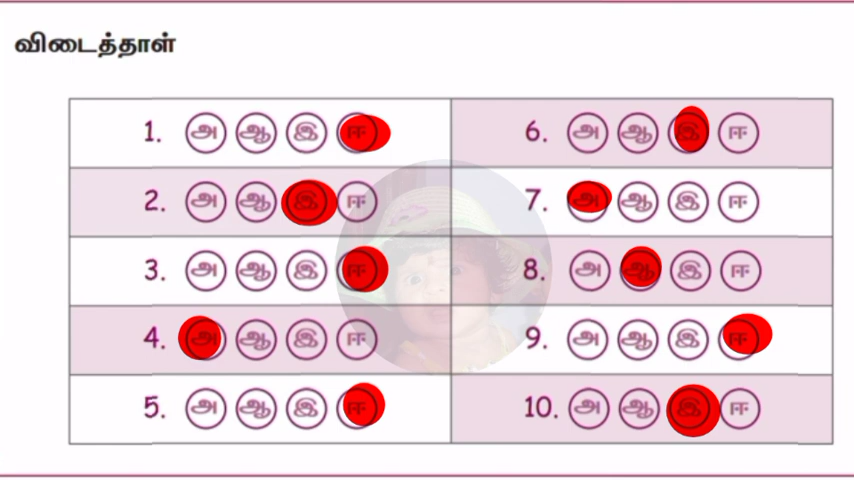 விடைத்தாள்
1. அ ஆ இ ஈ
2. அ ஆ இ ஈ
3. அ ஆ இ ஈ
4. அ ஆ இ ஈ
5. அ ஆ இ ஈ
6. அ ஆ இ ஈ
7. அ ஆ இ ஈ
8. அ ஆ இ ஈ
9. அ ஆ இ ஈ
10. அ ஆ இ ஈ